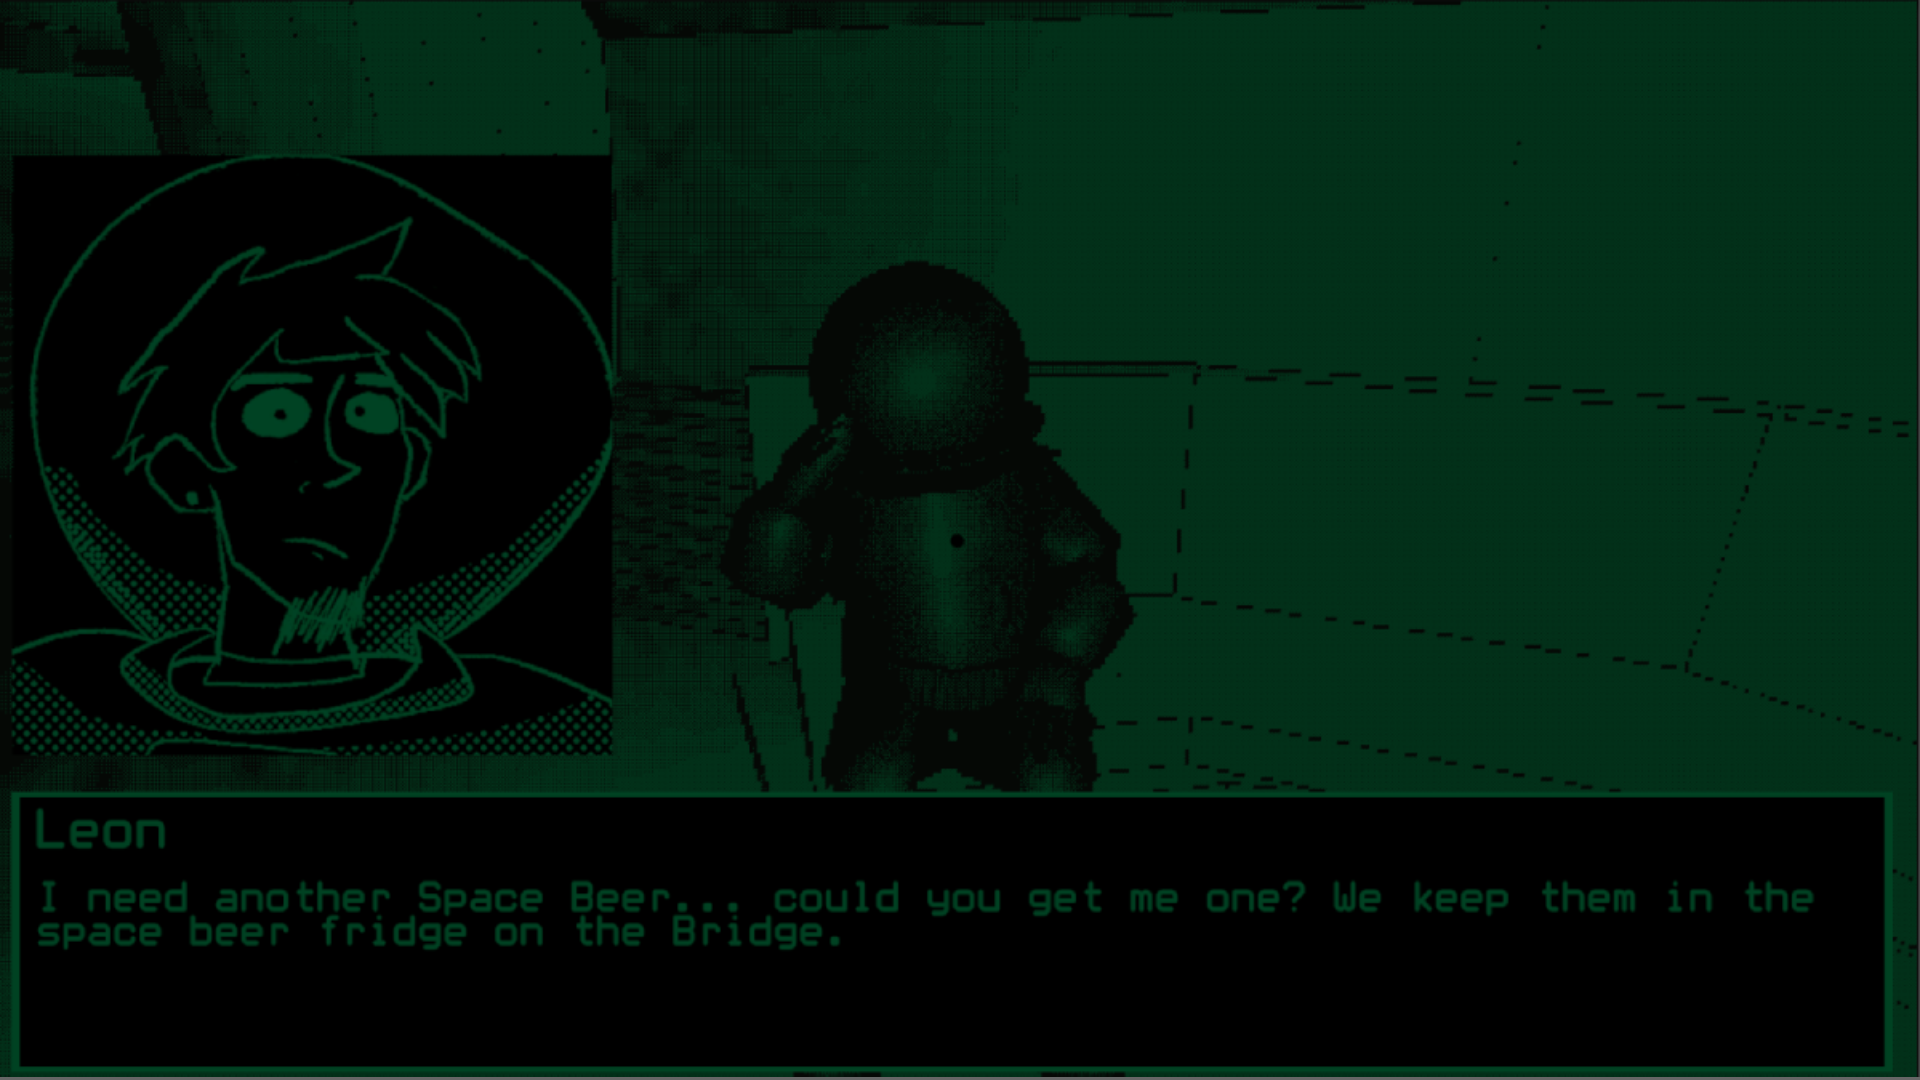 Leon
I need another Space Beer... could you get me one? We keep them in the
space beer fridge on the Bridge.